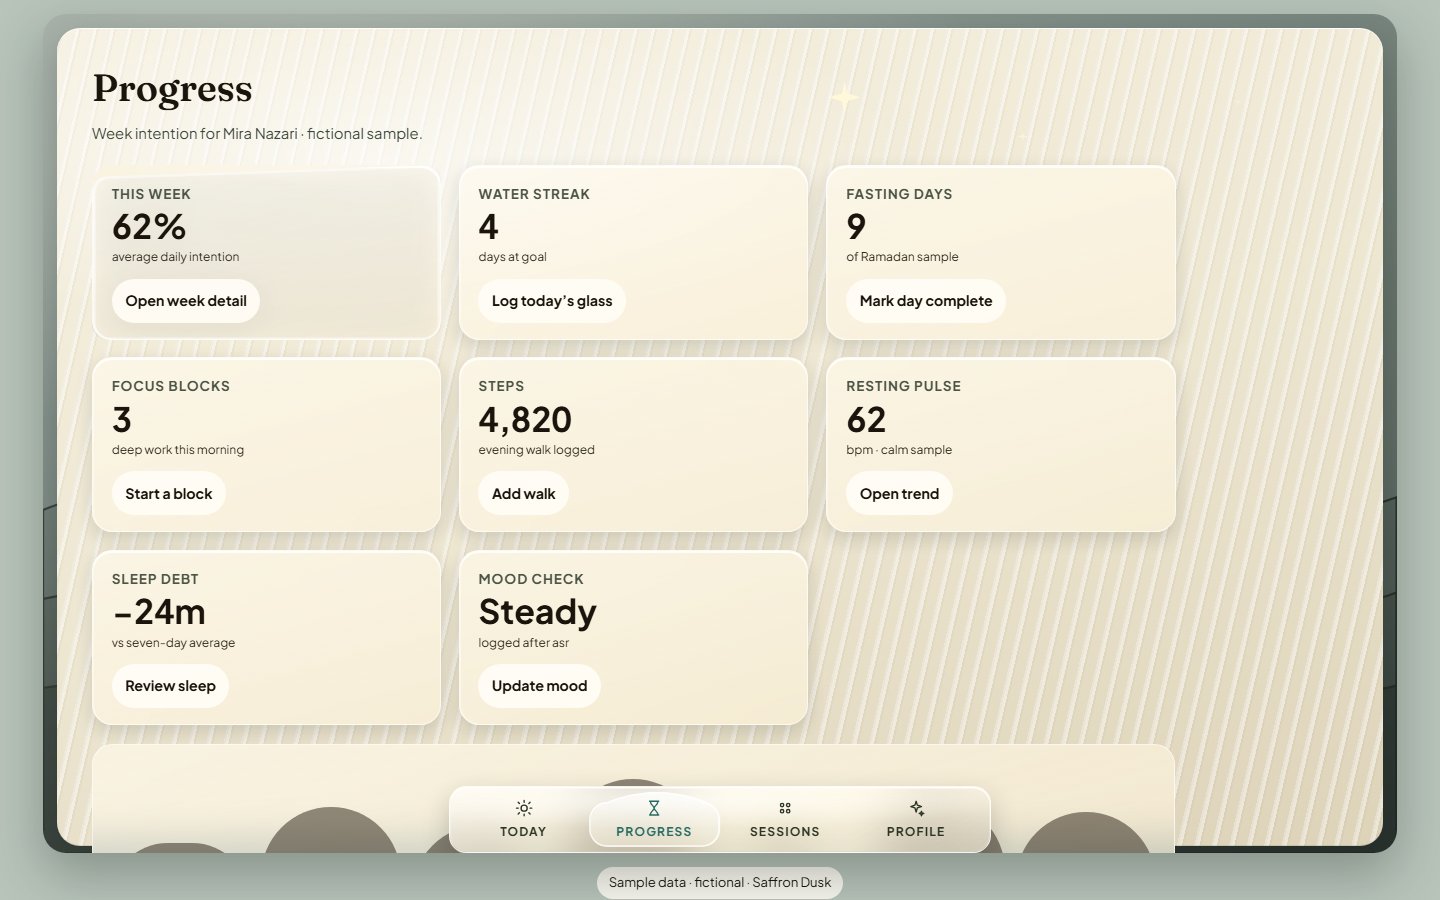 Progress
Week intention for Mira Nazari · fictional sample.
THIS WEEK
62%
average daily intention
Open week detail
WATER STREAK
4
days at goal
Log today’s glass
FASTING DAYS
9
of Ramadan sample
Mark day complete
FOCUS BLOCKS
3
deep work this morning
Start a block
STEPS
4,820
evening walk logged
Add walk
RESTING PULSE
62
bpm · calm sample
Open trend
SLEEP DEBT
−24m
vs seven-day average
Review sleep
MOOD CHECK
Steady
logged after asr
Update mood
TODAY
PROGRESS
SESSIONS
PROFILE
Sample data · fictional · Saffron Dusk